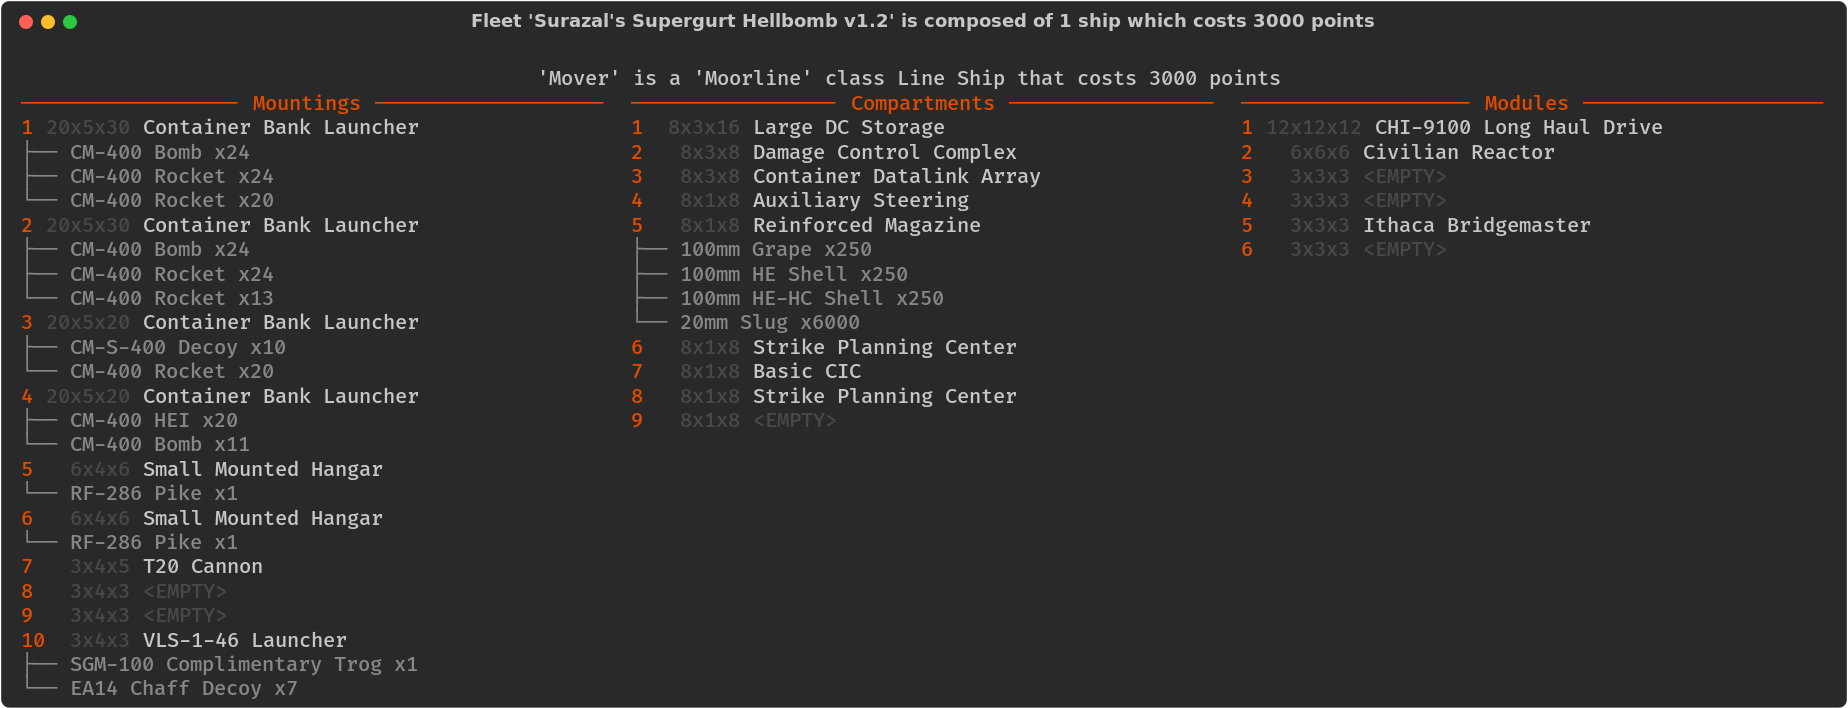 Fleet 'Surazal's Supergurt Hellbomb v1.2' is composed of 1 ship which costs 3000 points
'Mover' is a 'Moorline' class Line Ship that costs 3000 points
Mountings
1 20x5x30 Container Bank Launcher
CM-400 Bomb x24
CM-400 Rocket x24
CM-400 Rocket x20
2 20x5x30 Container Bank Launcher
CM-400 Bomb x24
CM-400 Rocket x24
CM-400 Rocket x13
3 20x5x20 Container Bank Launcher
CM-S-400 Decoy x10
CM-400 Rocket x20
4 20x5x20 Container Bank Launcher
CM-400 HEI x20
CM-400 Bomb x11
5 6x4x6 Small Mounted Hangar
RF-286 Pike x1
6 6x4x6 Small Mounted Hangar
RF-286 Pike x1
7 3x4x5 T20 Cannon
8 3x4x3 <EMPTY>
9 3x4x3 <EMPTY>
10 3x4x3 VLS-1-46 Launcher
SGM-100 Complimentary Trog x1
EA14 Chaff Decoy x7
Compartments
1 8x3x16 Large DC Storage
2 8x3x8 Damage Control Complex
3 8x3x8 Container Datalink Array
4 8x1x8 Auxiliary Steering
5 8x1x8 Reinforced Magazine
100mm Grape x250
100mm HE Shell x250
100mm HE-HC Shell x250
20mm Slug x6000
6 8x1x8 Strike Planning Center
7 8x1x8 Basic CIC
8 8x1x8 Strike Planning Center
9 8x1x8 <EMPTY>
Modules
1 12x12x12 CHI-9100 Long Haul Drive
2 6x6x6 Civilian Reactor
3 3x3x3 <EMPTY>
4 3x3x3 <EMPTY>
5 3x3x3 Ithaca Bridgemaster
6 3x3x3 <EMPTY>